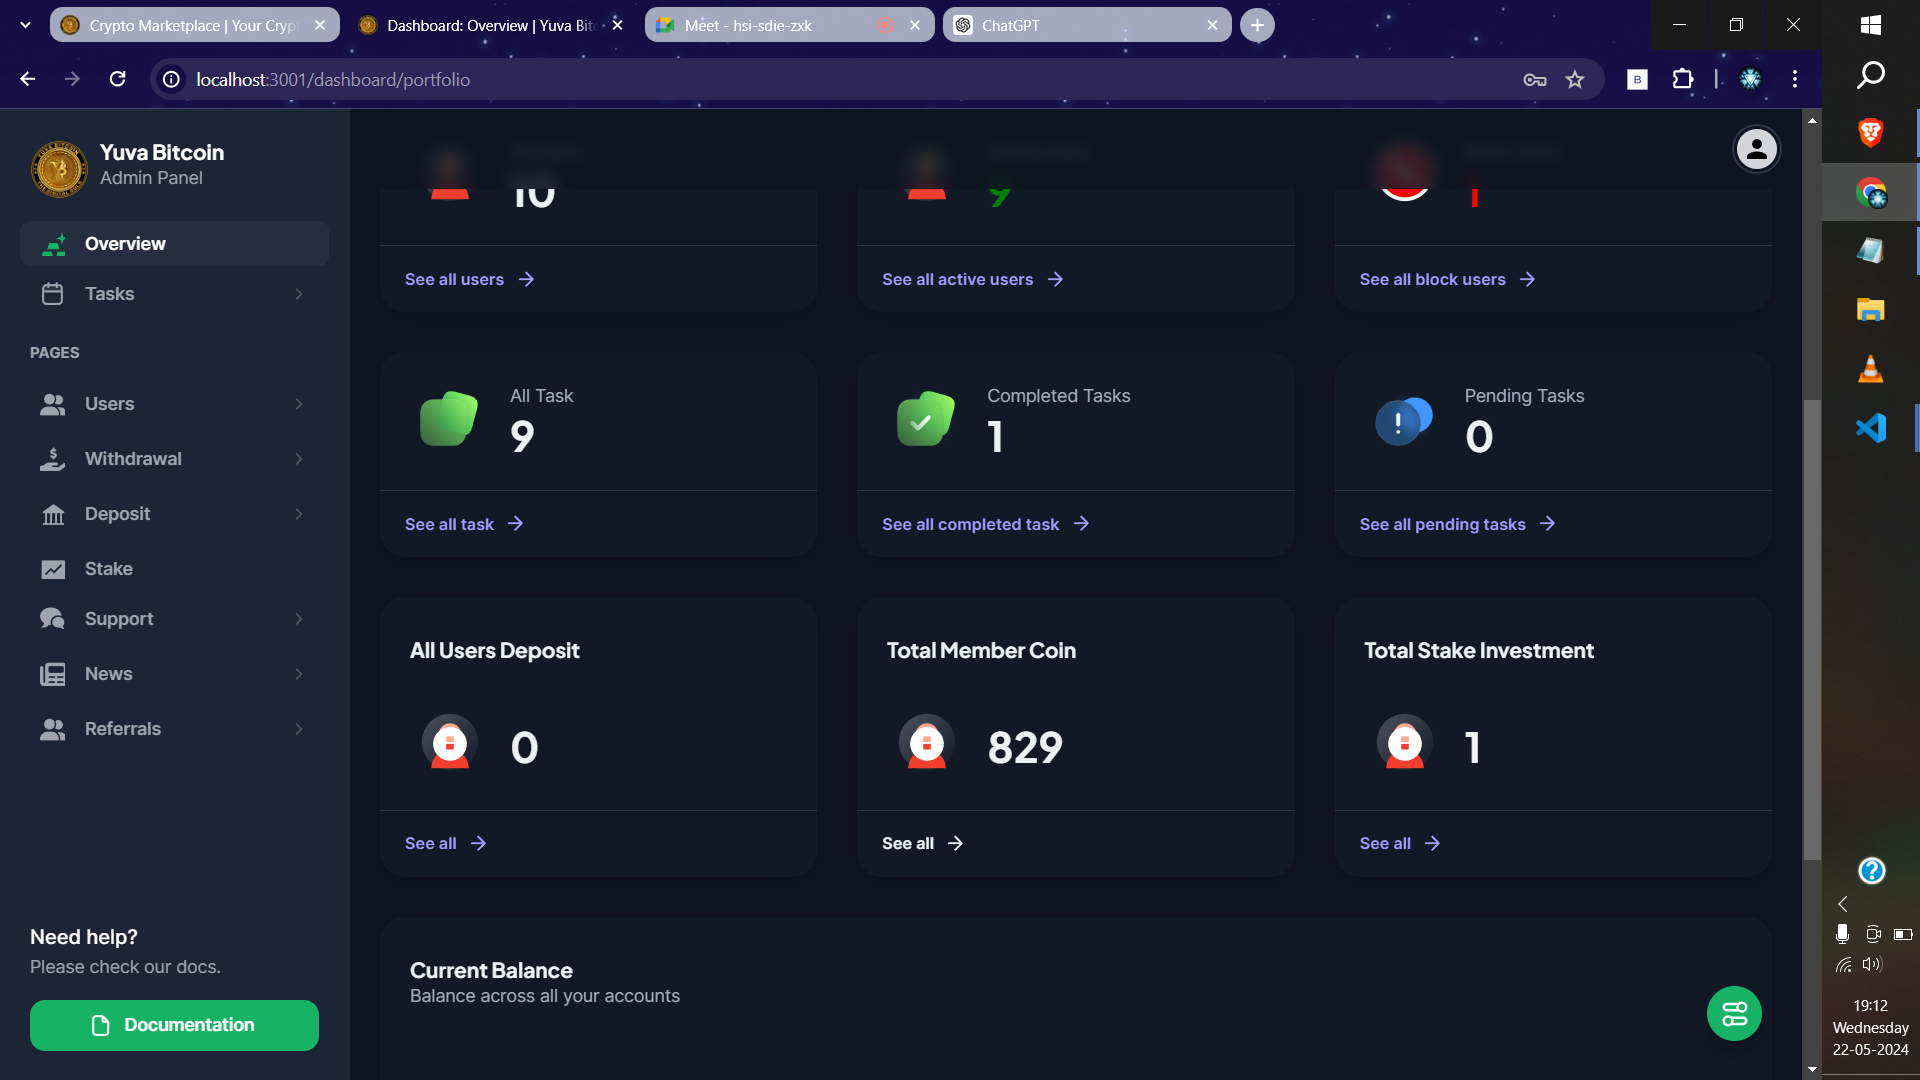 Crypto Marketplace | Your Cryp
Dashboard: Overview | Yuva Bit
Meet - hsi-sdie-zxk
ChatGPT
localhost:3001/dashboard/portfolio
B
Yuva Bitcoin
Admin Panel
Overview
Tasks
PAGES
Users
Withdrawal
Deposit
Stake
Support
News
Referrals
Need help?
Please check our docs.
Documentation
10
9
1
See all users
See all active users
See all block users
All Task
9
Completed Tasks
1
Pending Tasks
0
See all task
See all completed task
See all pending tasks
All Users Deposit
0
Total Member Coin
829
Total Stake Investment
1
See all
See all
See all
Current Balance
Balance across all your accounts
19:12
Wednesday
22-05-2024